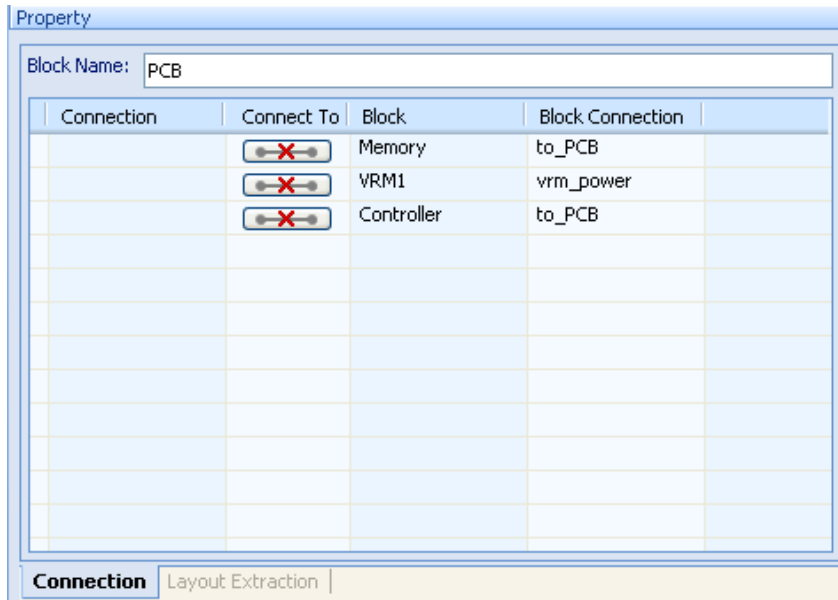 Property
Block Name: PCB
Connection Connect To Block Block Connection
Memory to_PCB
VRM1 vrm_power
Controller to_PCB
Connection Layout Extraction